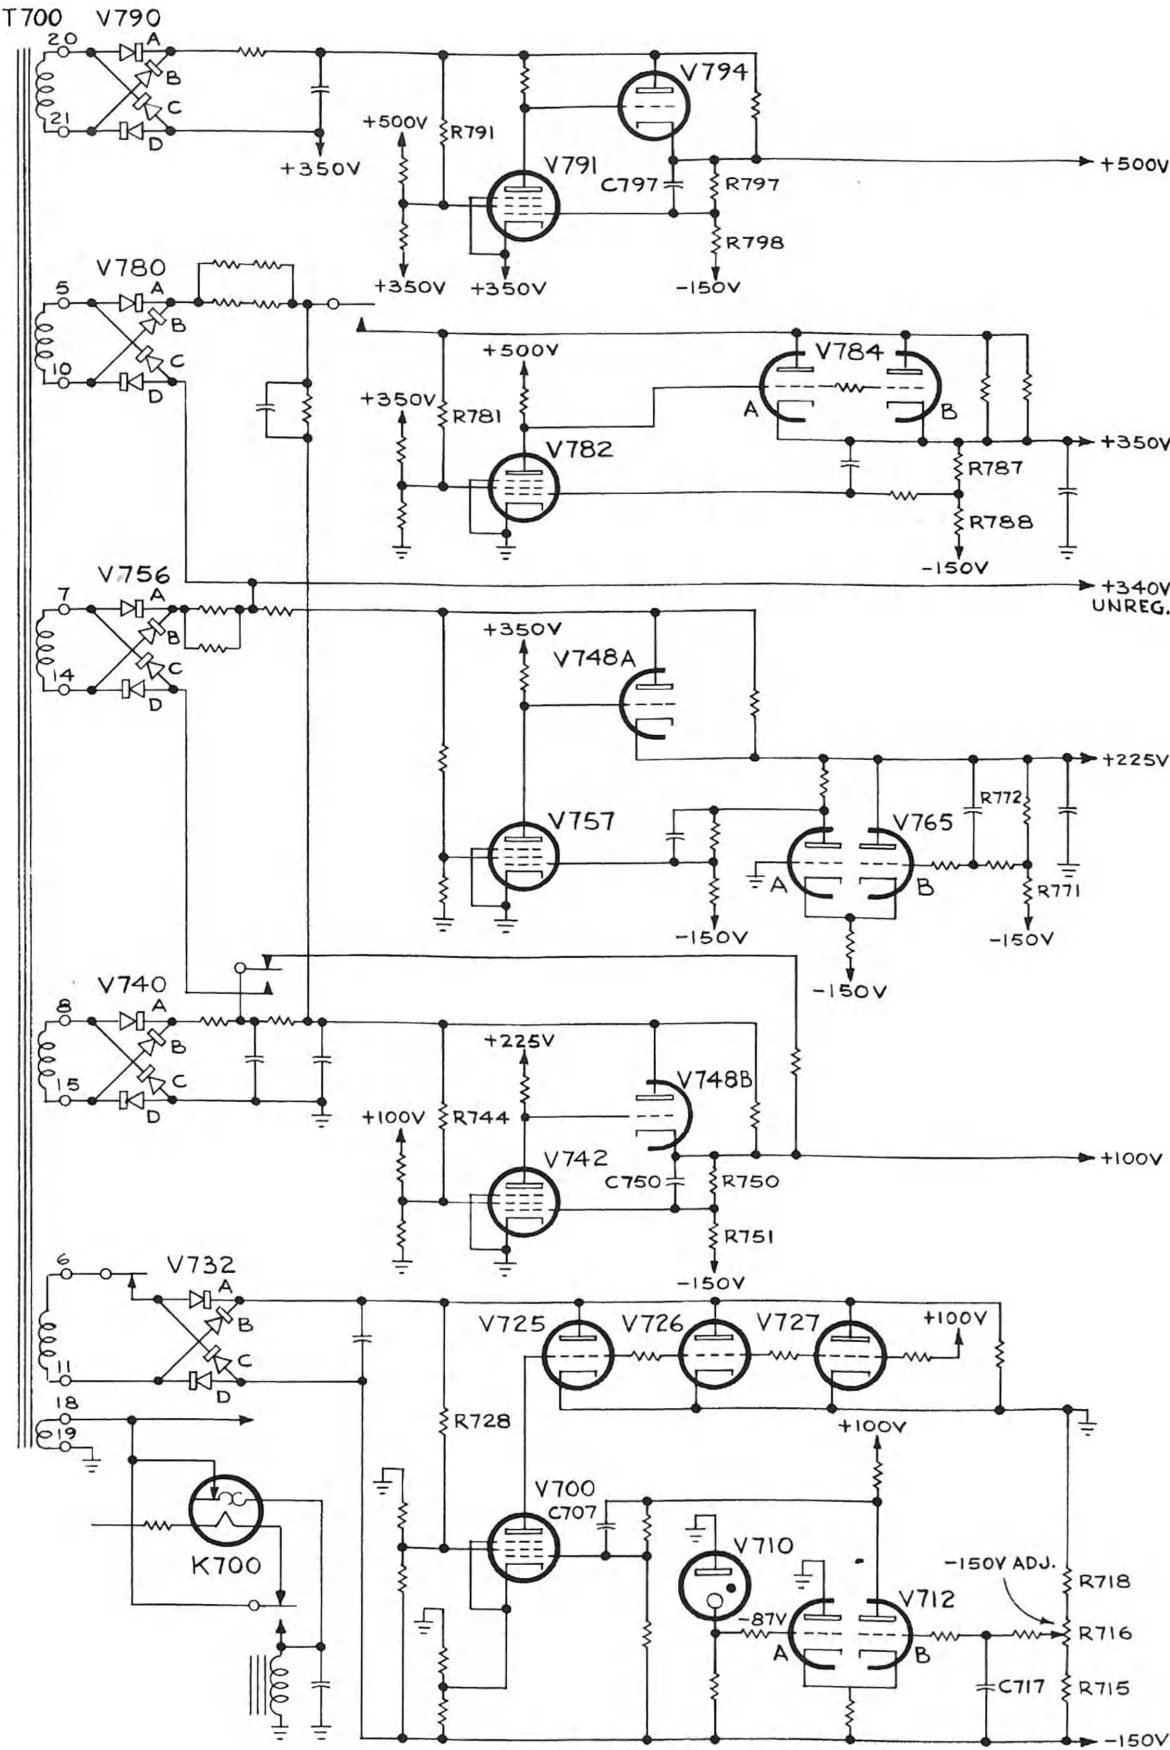 T700 V790
20 A
B
C
21 D
+350V
+500V
R791
V794
V791
C797 R797
R798
+500V
+350V +350V -150V
V780
5 A
B
C
10 D
+500V
+350V
R781
V784
A B
V782
+350V
R787
R788
-150V
+340V
UNREG.
V756
7 A
B
C
14 D
+350V
V748A
+225V
V757
V765
R772
A B
R771
-150V
-150V
-150V
V740
8 A
B
C
15 D
+225V
+100V
R744
V748B
V742
C750 R750
R751
+100V
-150V
V732
6 A
B
C
11 D
V725 V726 V727 +100V
18
19
R728
+100V
V700
C707
K700
V710
-87V
V712
A B
-150V ADJ.
R718
R716
C717 R715
-150V